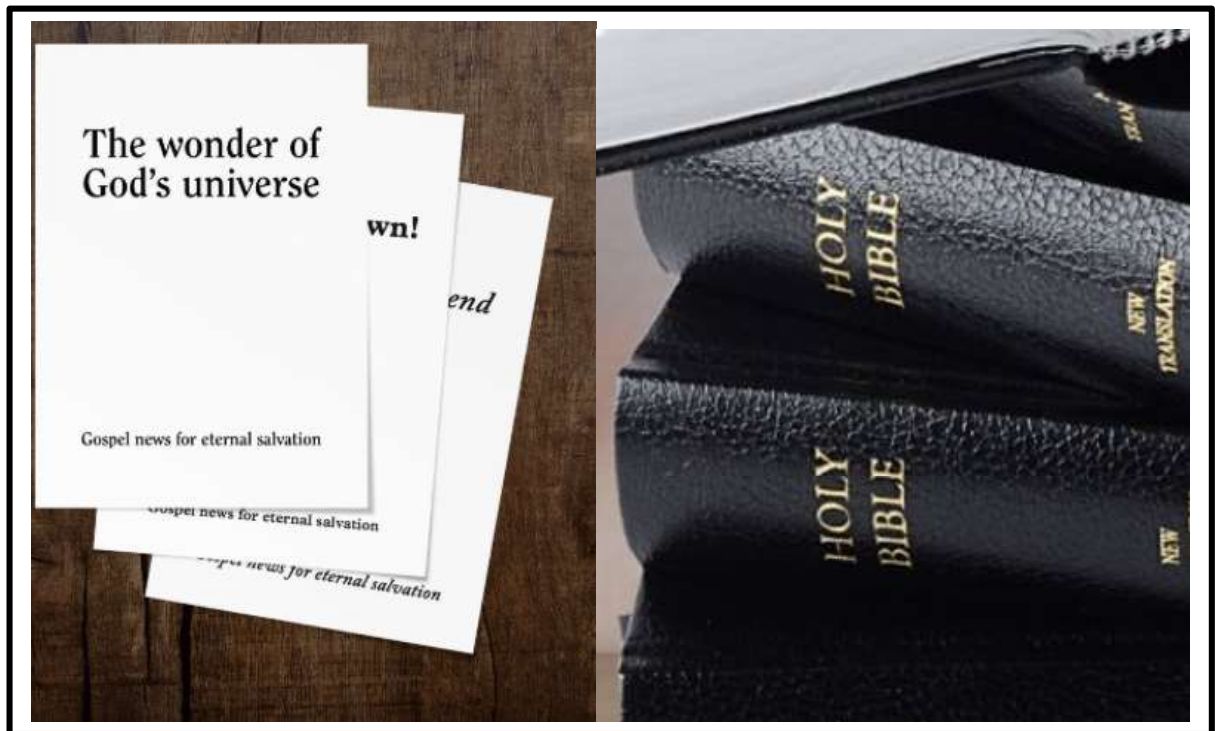 The wonder of
God's universe
Gospel news for eternal salvation
wn!
Gospel news for eternal salvation
end
news for eternal salvation
HOLY
BIBLE
NEW
TRANSLATION
HOLY
BIBLE
NEW